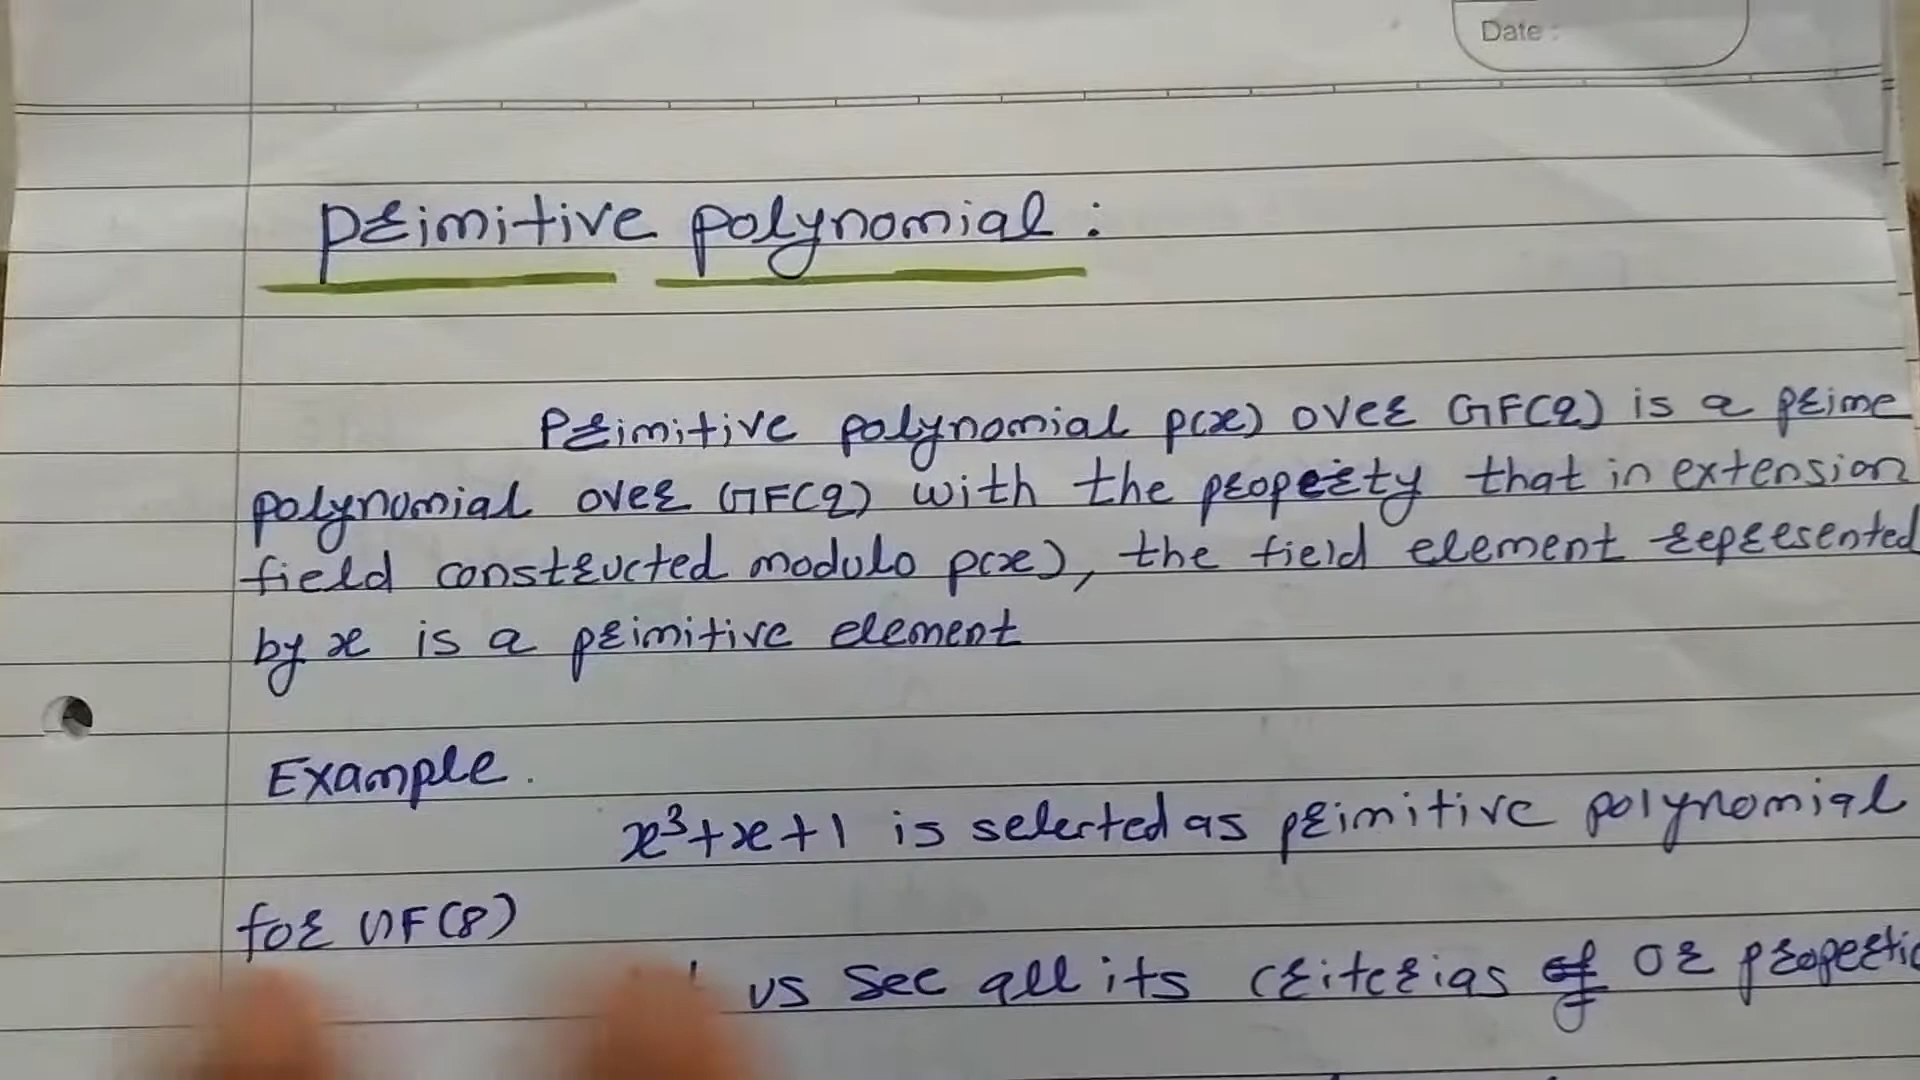 Date :
Primitive polynomial :
Primitive polynomial p(x) over GF(q) is a prime
polynomial over GF(q) with the property that in extension
field constructed modulo p(x), the field element represented
by x is a primitive element
Example.
x³+x+1 is selected as primitive polynomial
for GF(8)
us see all its criterias or